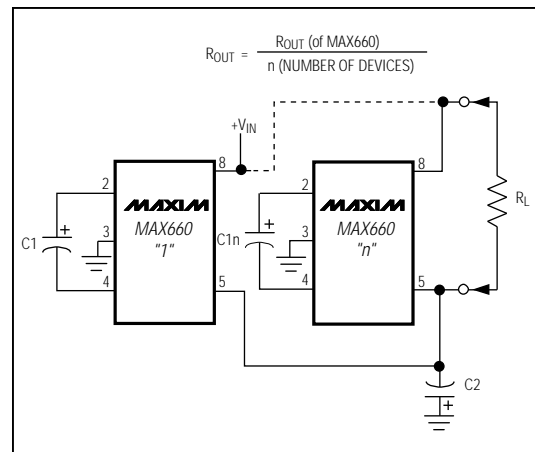 ROUT = ROUT (of MAX660)
n (NUMBER OF DEVICES)
+VIN
8
8
2
2
MAXIM
MAXIM
RL
MAX660
MAX660
3
3
C1
+
C1n
+
"1"
"n"
4
5
4
5
C2
+